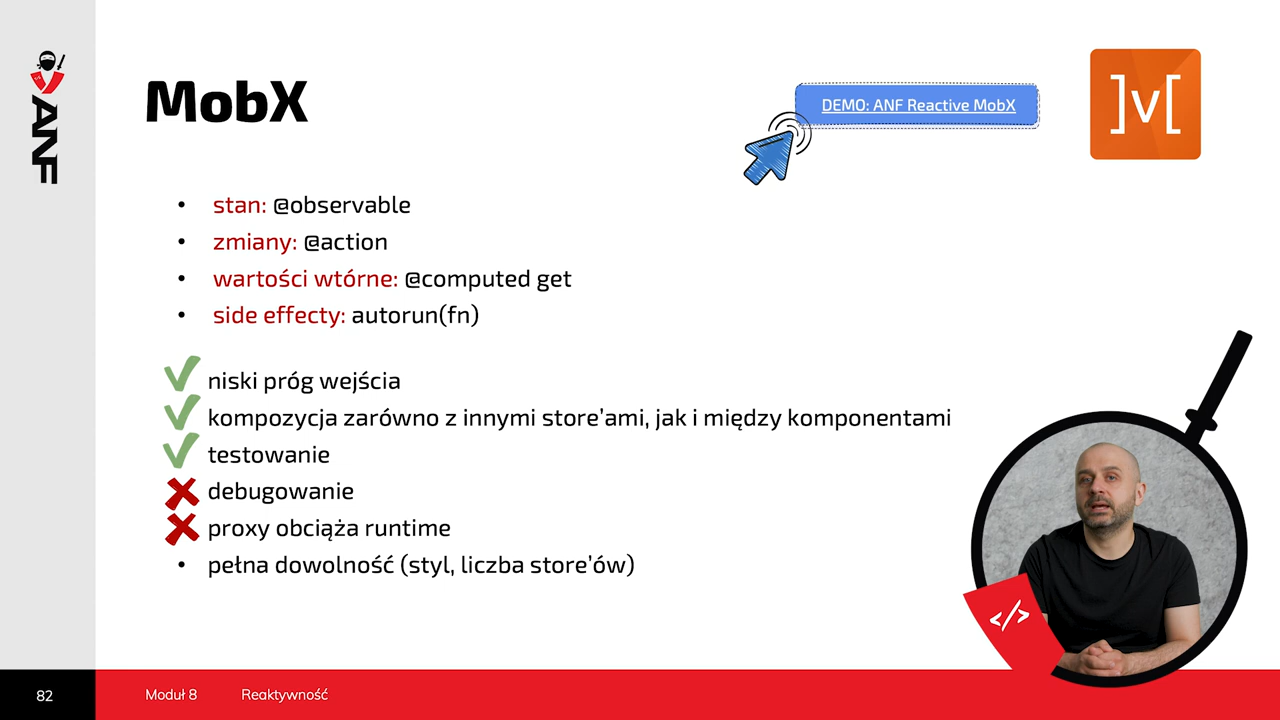 ANF
MobX
DEMO: ANF Reactive MobX
]v[
• stan: @observable
• zmiany: @action
• wartości wtórne: @computed get
• side effecty: autorun(fn)
niski próg wejścia
kompozycja zarówno z innymi store'ami, jak i między komponentami
testowanie
debugowanie
proxy obciąża runtime
• pełna dowolność (styl, liczba store'ów)
</>
82 Moduł 8 Reaktywność